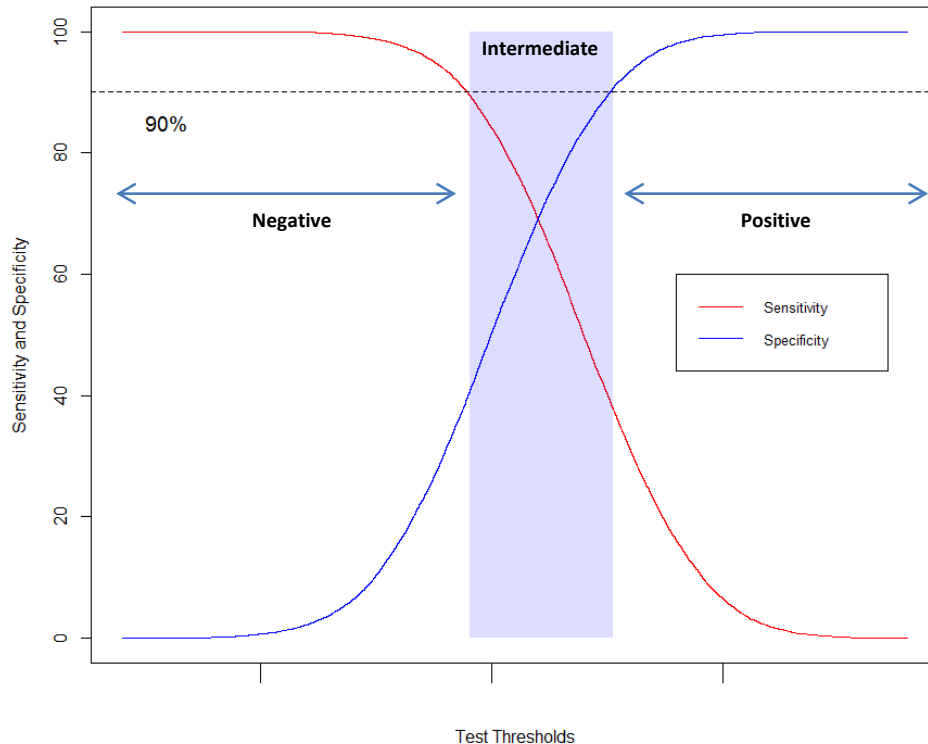 Intermediate
90%
Negative
Positive
Sensitivity and Specificity
100
80
60
40
20
0
Sensitivity
Specificity
Test Thresholds